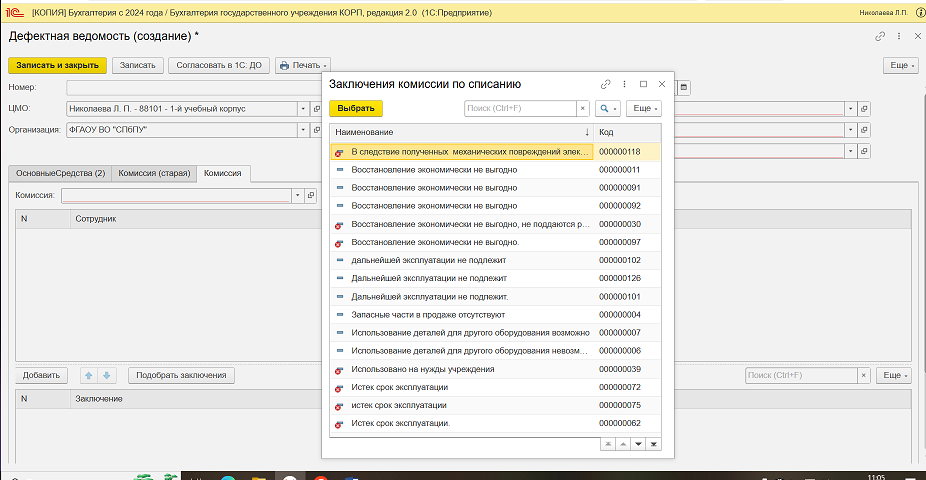 1С [КОПИЯ] Бухгалтерия с 2024 года / Бухгалтерия государственного учреждения КОРП, редакция 2.0 (1С:Предприятие) Николаева Л.П.
Дефектная ведомость (создание) *
Записать и закрыть Записать Согласовать в 1С: ДО Печать Еще
Номер:
ЦМО: Николаева Л. П. - 88101 - 1-й учебный корпус
Организация: ФГАОУ ВО "СПбПУ"
ОсновныеСредства (2) Комиссия (старая) Комиссия
Комиссия:
N Сотрудник
Добавить Подобрать заключения Поиск (Ctrl+F) × Еще
N Заключение
Заключения комиссии по списанию
Выбрать Поиск (Ctrl+F) × Еще
Наименование ↓ Код
В следствие полученных механических повреждений элек... 000000118
Восстановление экономически не выгодно 000000011
Восстановление экономически не выгодно 000000091
Восстановление экономически не выгодно 000000092
Восстановление экономически не выгодно, не поддаются р... 000000030
Восстановление экономически не выгодно. 000000097
дальнейшей эксплуатации не подлежит 000000102
Дальнейшей эксплуатации не подлежит 000000126
Дальнейшей эксплуатации не подлежит. 000000101
Запасные части в продаже отсутствуют 000000004
Использование деталей для другого оборудования возможно 000000007
Использование деталей для другого оборудования невозм... 000000006
Использовано на нужды учреждения 000000039
Истек срок эксплуатации 000000072
истек срок эксплуатации 000000075
Истек срок эксплуатации. 000000062
11:05